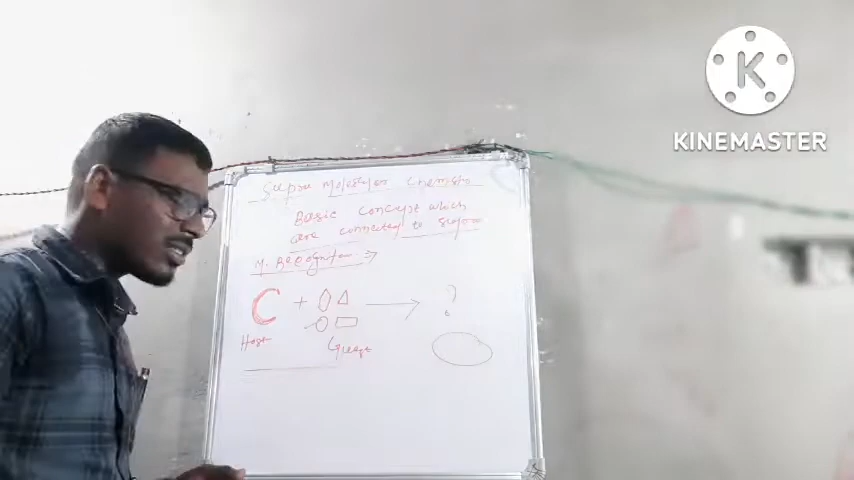 Supra molecular chemistry
Basic concept which
are connected to supra
M. Recognition
C + → ?
Host Guest
KINEMASTER